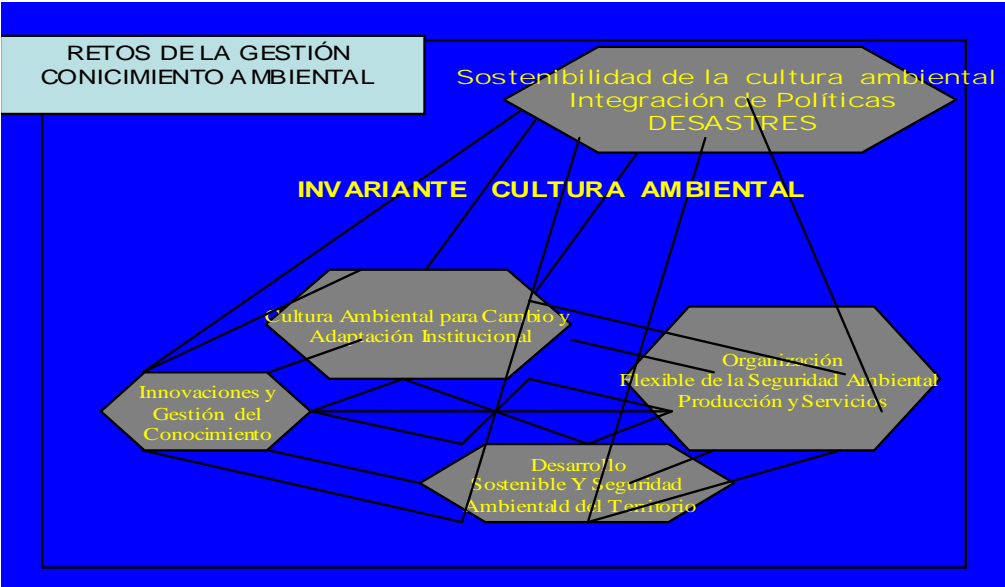 RETOS DE LA GESTIÓN
CONICIMIENTO AMBIENTAL
Sostenibilidad de la cultura ambiental
Integración de Políticas
DESASTRES
INVARIANTE CULTURA AMBIENTAL
Cultura Ambiental para Cambio y
Adaptación Institucional
Organización
Flexible de la Seguridad Ambiental
Producción y Servicios
Innovaciones y
Gestión del
Conocimiento
Desarrollo
Sostenible Y Seguridad
Ambientald del Territorio